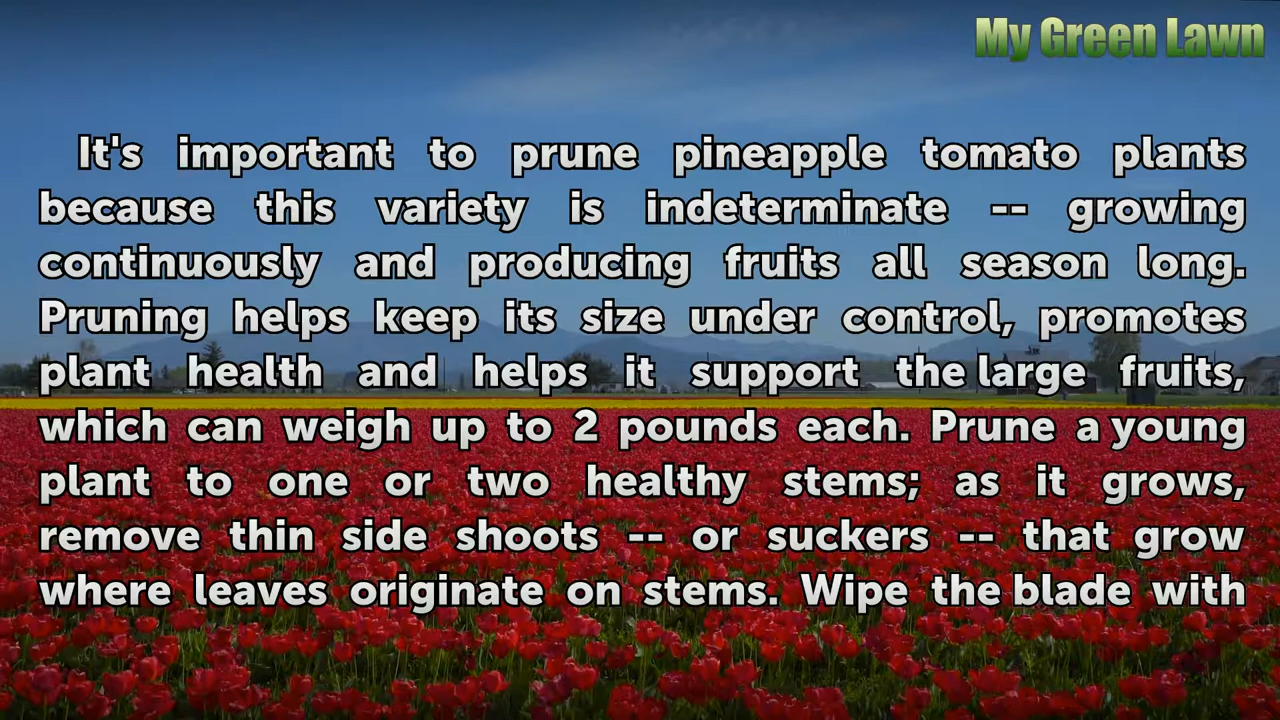 My Green Lawn
It's important to prune pineapple tomato plants
because this variety is indeterminate -- growing
continuously and producing fruits all season long.
Pruning helps keep its size under control, promotes
plant health and helps it support the large fruits,
which can weigh up to 2 pounds each. Prune a young
plant to one or two healthy stems; as it grows,
remove thin side shoots -- or suckers -- that grow
where leaves originate on stems. Wipe the blade with